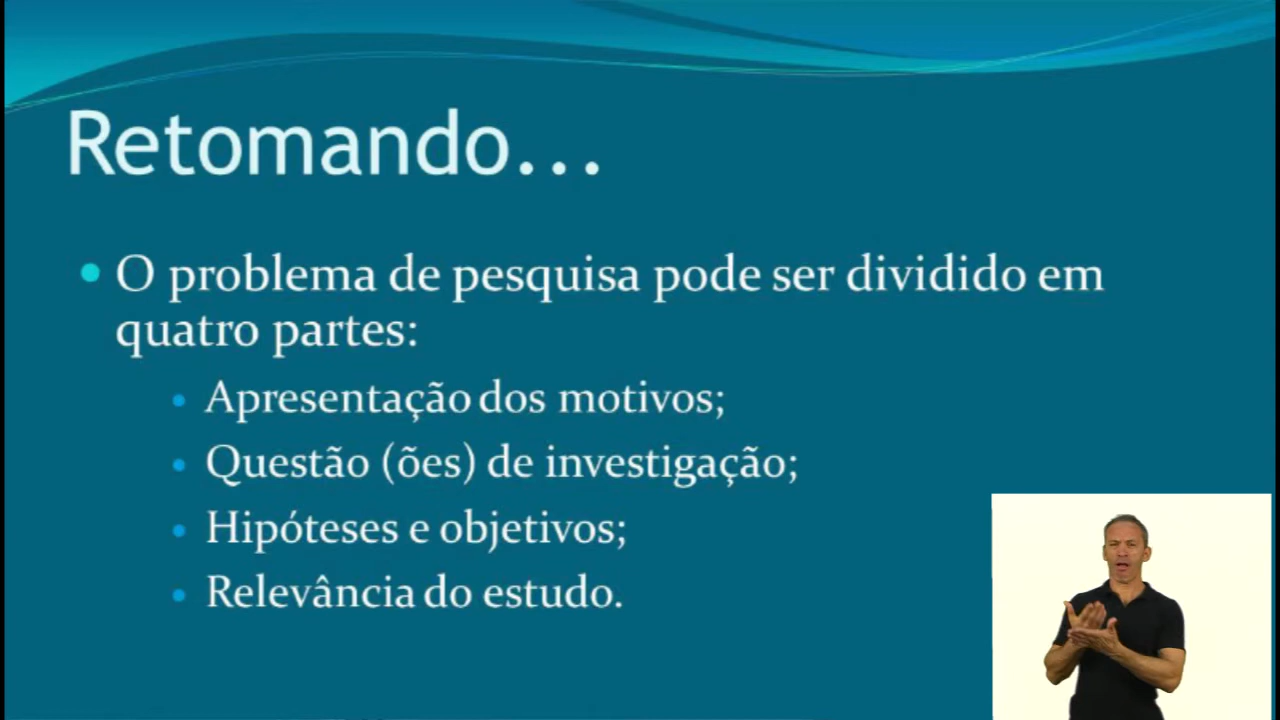 Retomando...
O problema de pesquisa pode ser dividido em
quatro partes:
Apresentação dos motivos;
Questão (ões) de investigação;
Hipóteses e objetivos;
Relevância do estudo.